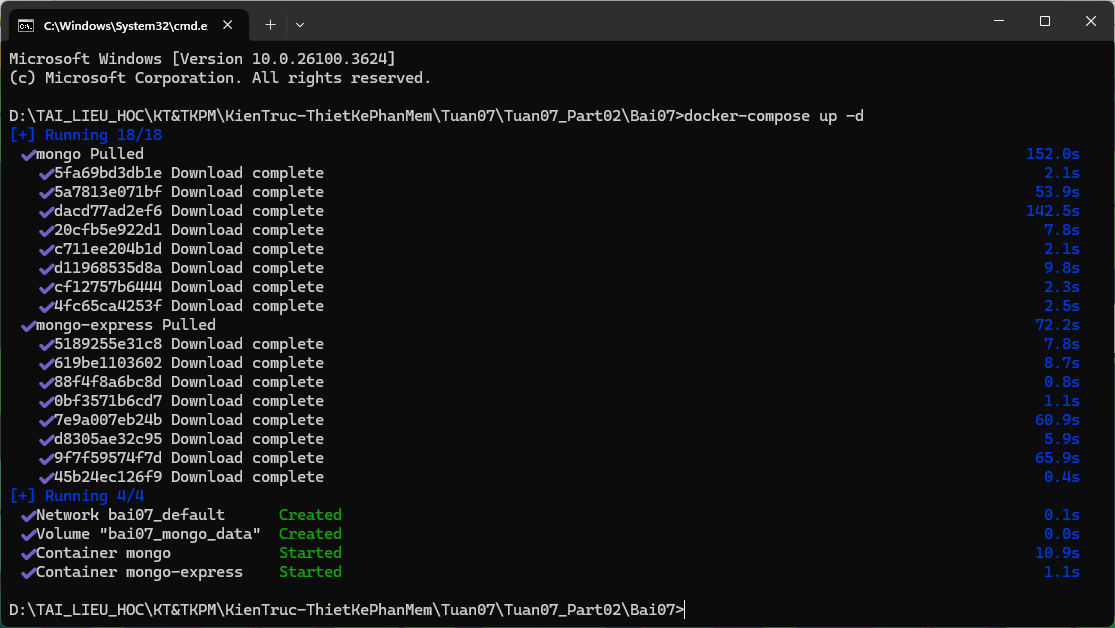 C:\Windows\System32\cmd.e
Microsoft Windows [Version 10.0.26100.3624]
(c) Microsoft Corporation. All rights reserved.
D:\TAI_LIEU_HOC\KT&TKPM\KienTruc-ThietKePhanMem\Tuan07\Tuan07_Part02\Bai07>docker-compose up -d
[+] Running 18/18
✔mongo Pulled 152.0s
✔5fa69bd3db1e Download complete 2.1s
✔5a7813e071bf Download complete 53.9s
✔dacd77ad2ef6 Download complete 142.5s
✔20cfb5e922d1 Download complete 7.8s
✔c711ee204b1d Download complete 2.1s
✔d11968535d8a Download complete 9.8s
✔cf12757b6444 Download complete 2.3s
✔4fc65ca4253f Download complete 2.5s
✔mongo-express Pulled 72.2s
✔5189255e31c8 Download complete 7.8s
✔619be1103602 Download complete 8.7s
✔88f4f8a6bc8d Download complete 0.8s
✔0bf3571b6cd7 Download complete 1.1s
✔7e9a007eb24b Download complete 60.9s
✔d8305ae32c95 Download complete 5.9s
✔9f7f59574f7d Download complete 65.9s
✔45b24ec126f9 Download complete 0.4s
[+] Running 4/4
✔Network bai07_default Created 0.1s
✔Volume "bai07_mongo_data" Created 0.0s
✔Container mongo Started 10.9s
✔Container mongo-express Started 1.1s
D:\TAI_LIEU_HOC\KT&TKPM\KienTruc-ThietKePhanMem\Tuan07\Tuan07_Part02\Bai07>